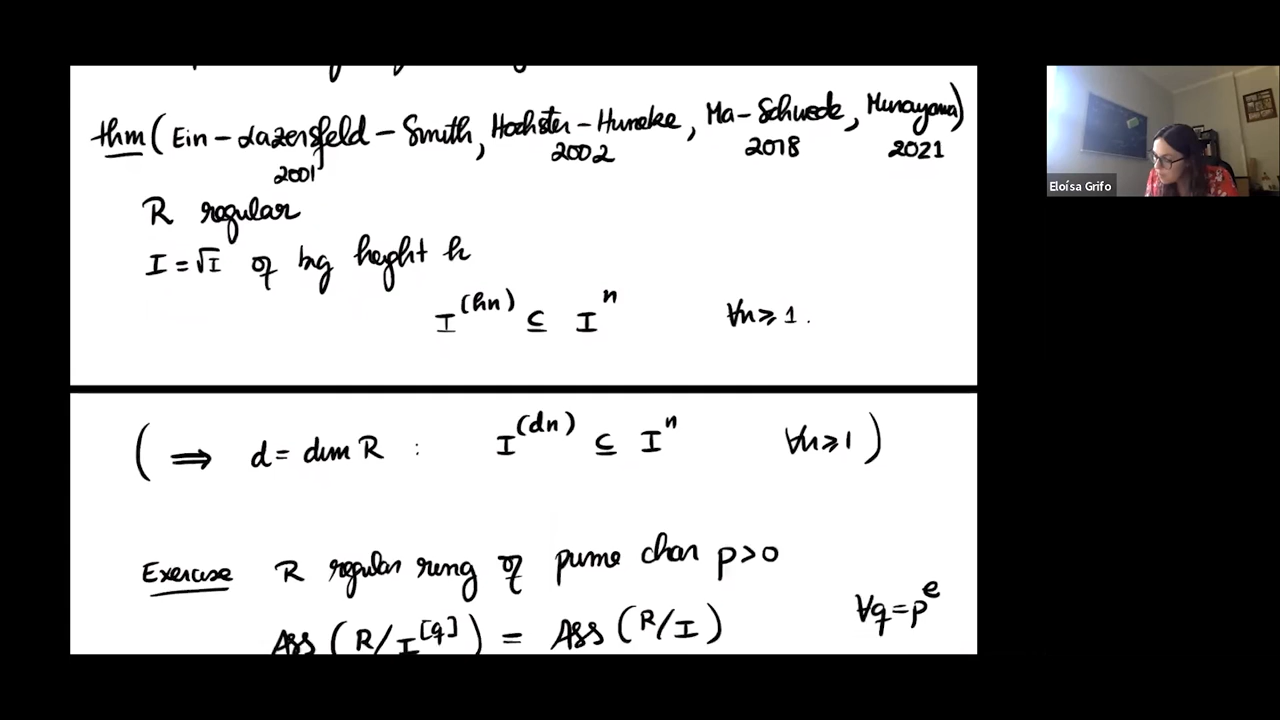 thm ( Ein - Lazersfeld - Smith, Hochster - Huneke, Ma - Schwede, Murayama )
2001 2002 2018 2021
R regular
I = √I of big height h
I^(hn) ⊆ I^n ∀n ≥ 1.
( ⟹ d = dim R : I^(dn) ⊆ I^n ∀n ≥ 1 )
Exercise R regular ring of prime char p > 0
Ass ( R/I^[q] ) = Ass ( R/I ) ∀q = p^e
Eloísa Grifo